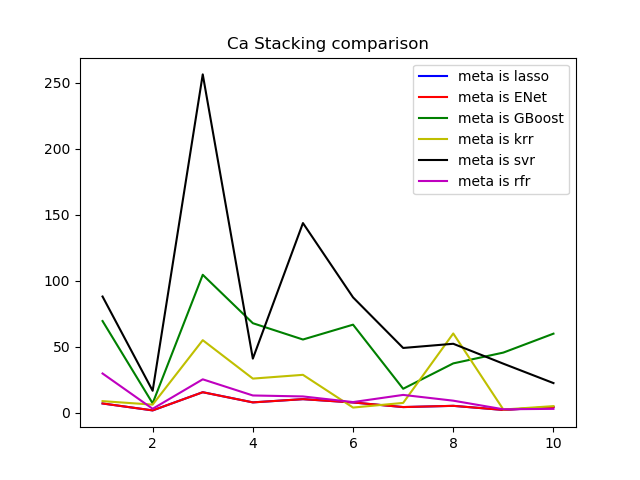 Ca Stacking comparison
250
200
150
100
50
0
2
4
6
8
10
meta is lasso
meta is ENet
meta is GBoost
meta is krr
meta is svr
meta is rfr